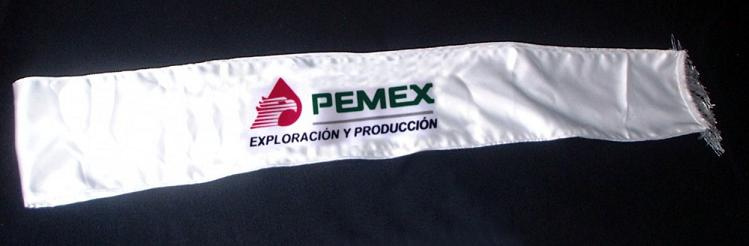 PEMEX
EXPLORACIÓN Y PRODUCCIÓN